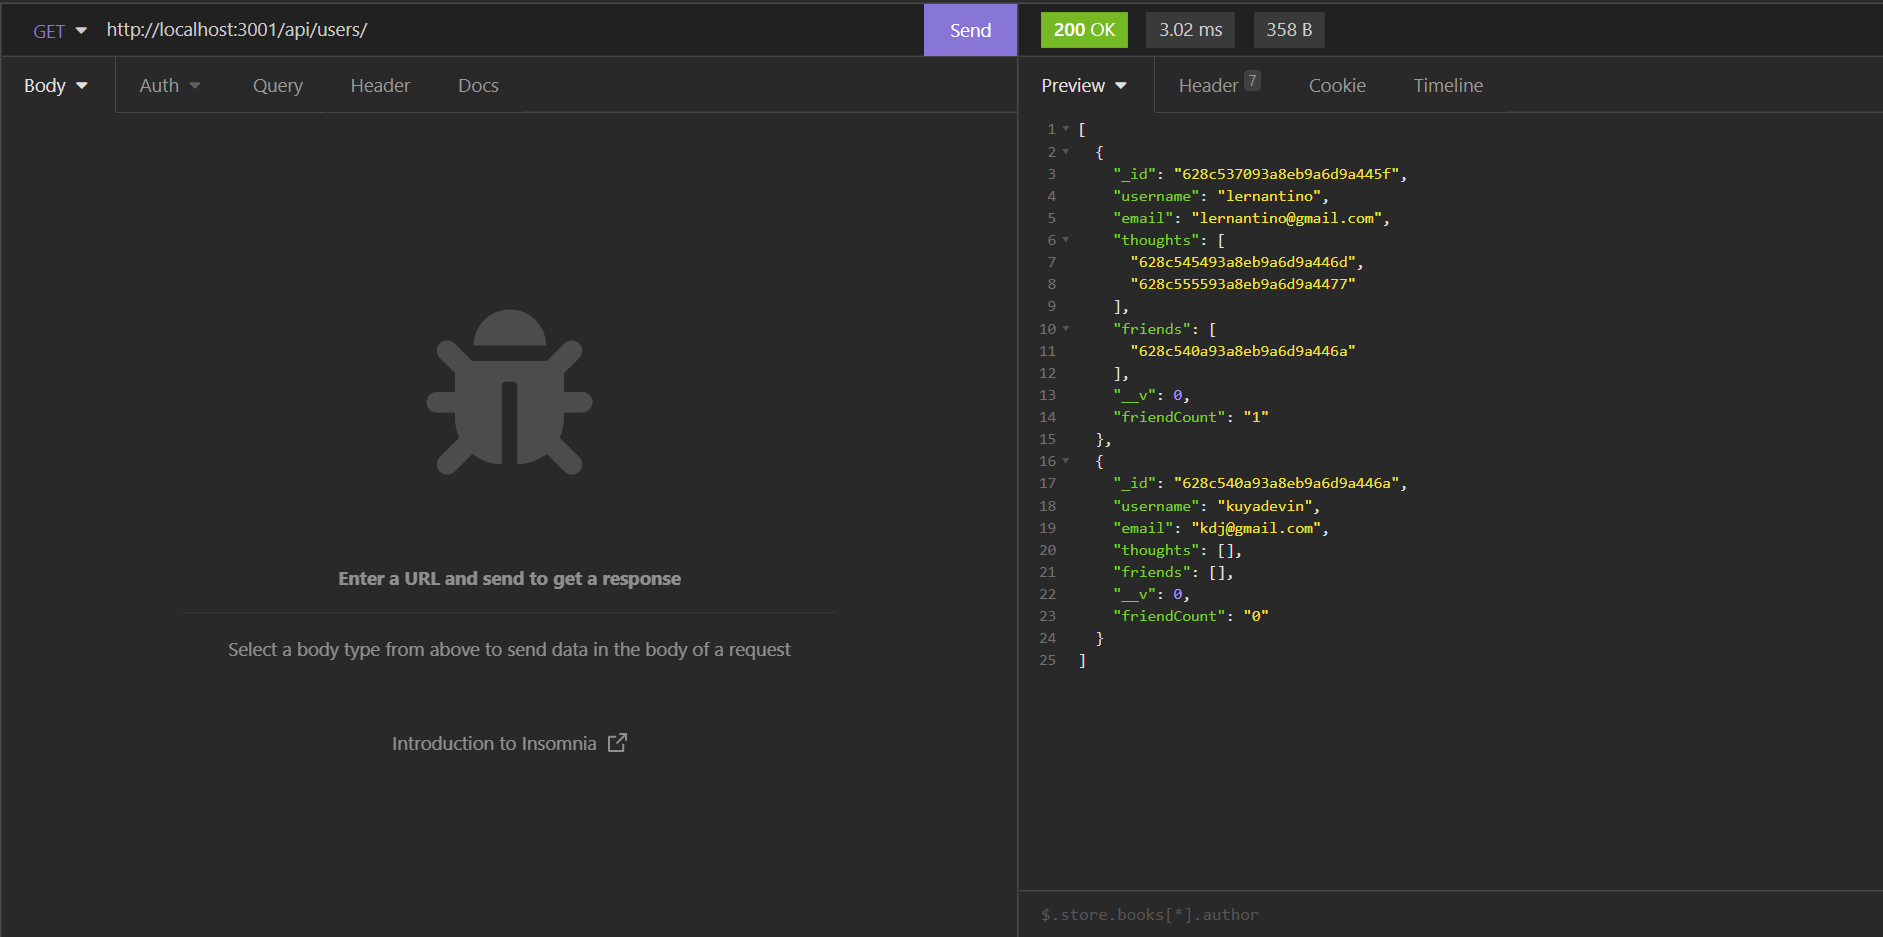 GET http://localhost:3001/api/users/ Send
200 OK 3.02 ms 358 B
Body Auth Query Header Docs
Preview Header 7 Cookie Timeline
Enter a URL and send to get a response
Select a body type from above to send data in the body of a request
Introduction to Insomnia
1 [
2 {
3 "_id": "628c537093a8eb9a6d9a445f",
4 "username": "lernantino",
5 "email": "lernantino@gmail.com",
6 "thoughts": [
7 "628c545493a8eb9a6d9a446d",
8 "628c555593a8eb9a6d9a4477"
9 ],
10 "friends": [
11 "628c540a93a8eb9a6d9a446a"
12 ],
13 "__v": 0,
14 "friendCount": "1"
15 },
16 {
17 "_id": "628c540a93a8eb9a6d9a446a",
18 "username": "kuyadevin",
19 "email": "kdj@gmail.com",
20 "thoughts": [],
21 "friends": [],
22 "__v": 0,
23 "friendCount": "0"
24 }
25 ]
$.store.books[*].author